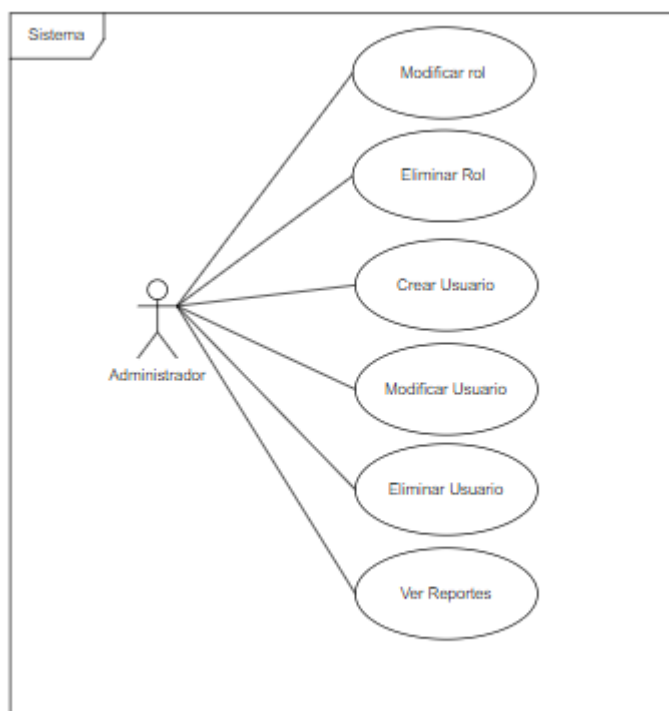 Sistema
Modificar rol
Eliminar Rol
Crear Usuario
Administrador
Modificar Usuario
Eliminar Usuario
Ver Reportes